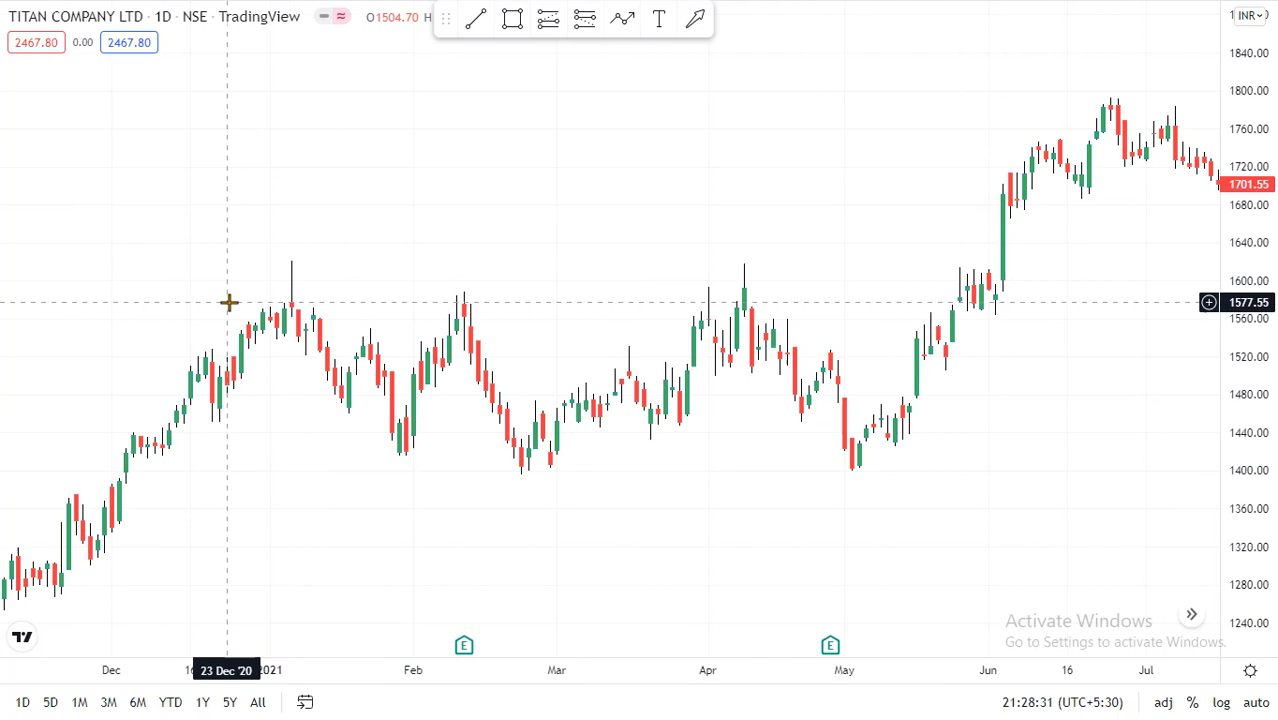 TITAN COMPANY LTD · 1D · NSE · TradingView O1504.70 H
2467.80 0.00 2467.80
T
INR
1840.00
1800.00
1760.00
1720.00
1701.55
1680.00
1640.00
1600.00
1577.55
1560.00
1520.00
1480.00
1440.00
1400.00
1360.00
1320.00
1280.00
1240.00
Activate Windows
Go to Settings to activate Windows.
E E
Dec 23 Dec '20 2021 Feb Mar Apr May Jun 16 Jul
1D 5D 1M 3M 6M YTD 1Y 5Y All 21:28:31 (UTC+5:30) adj % log auto